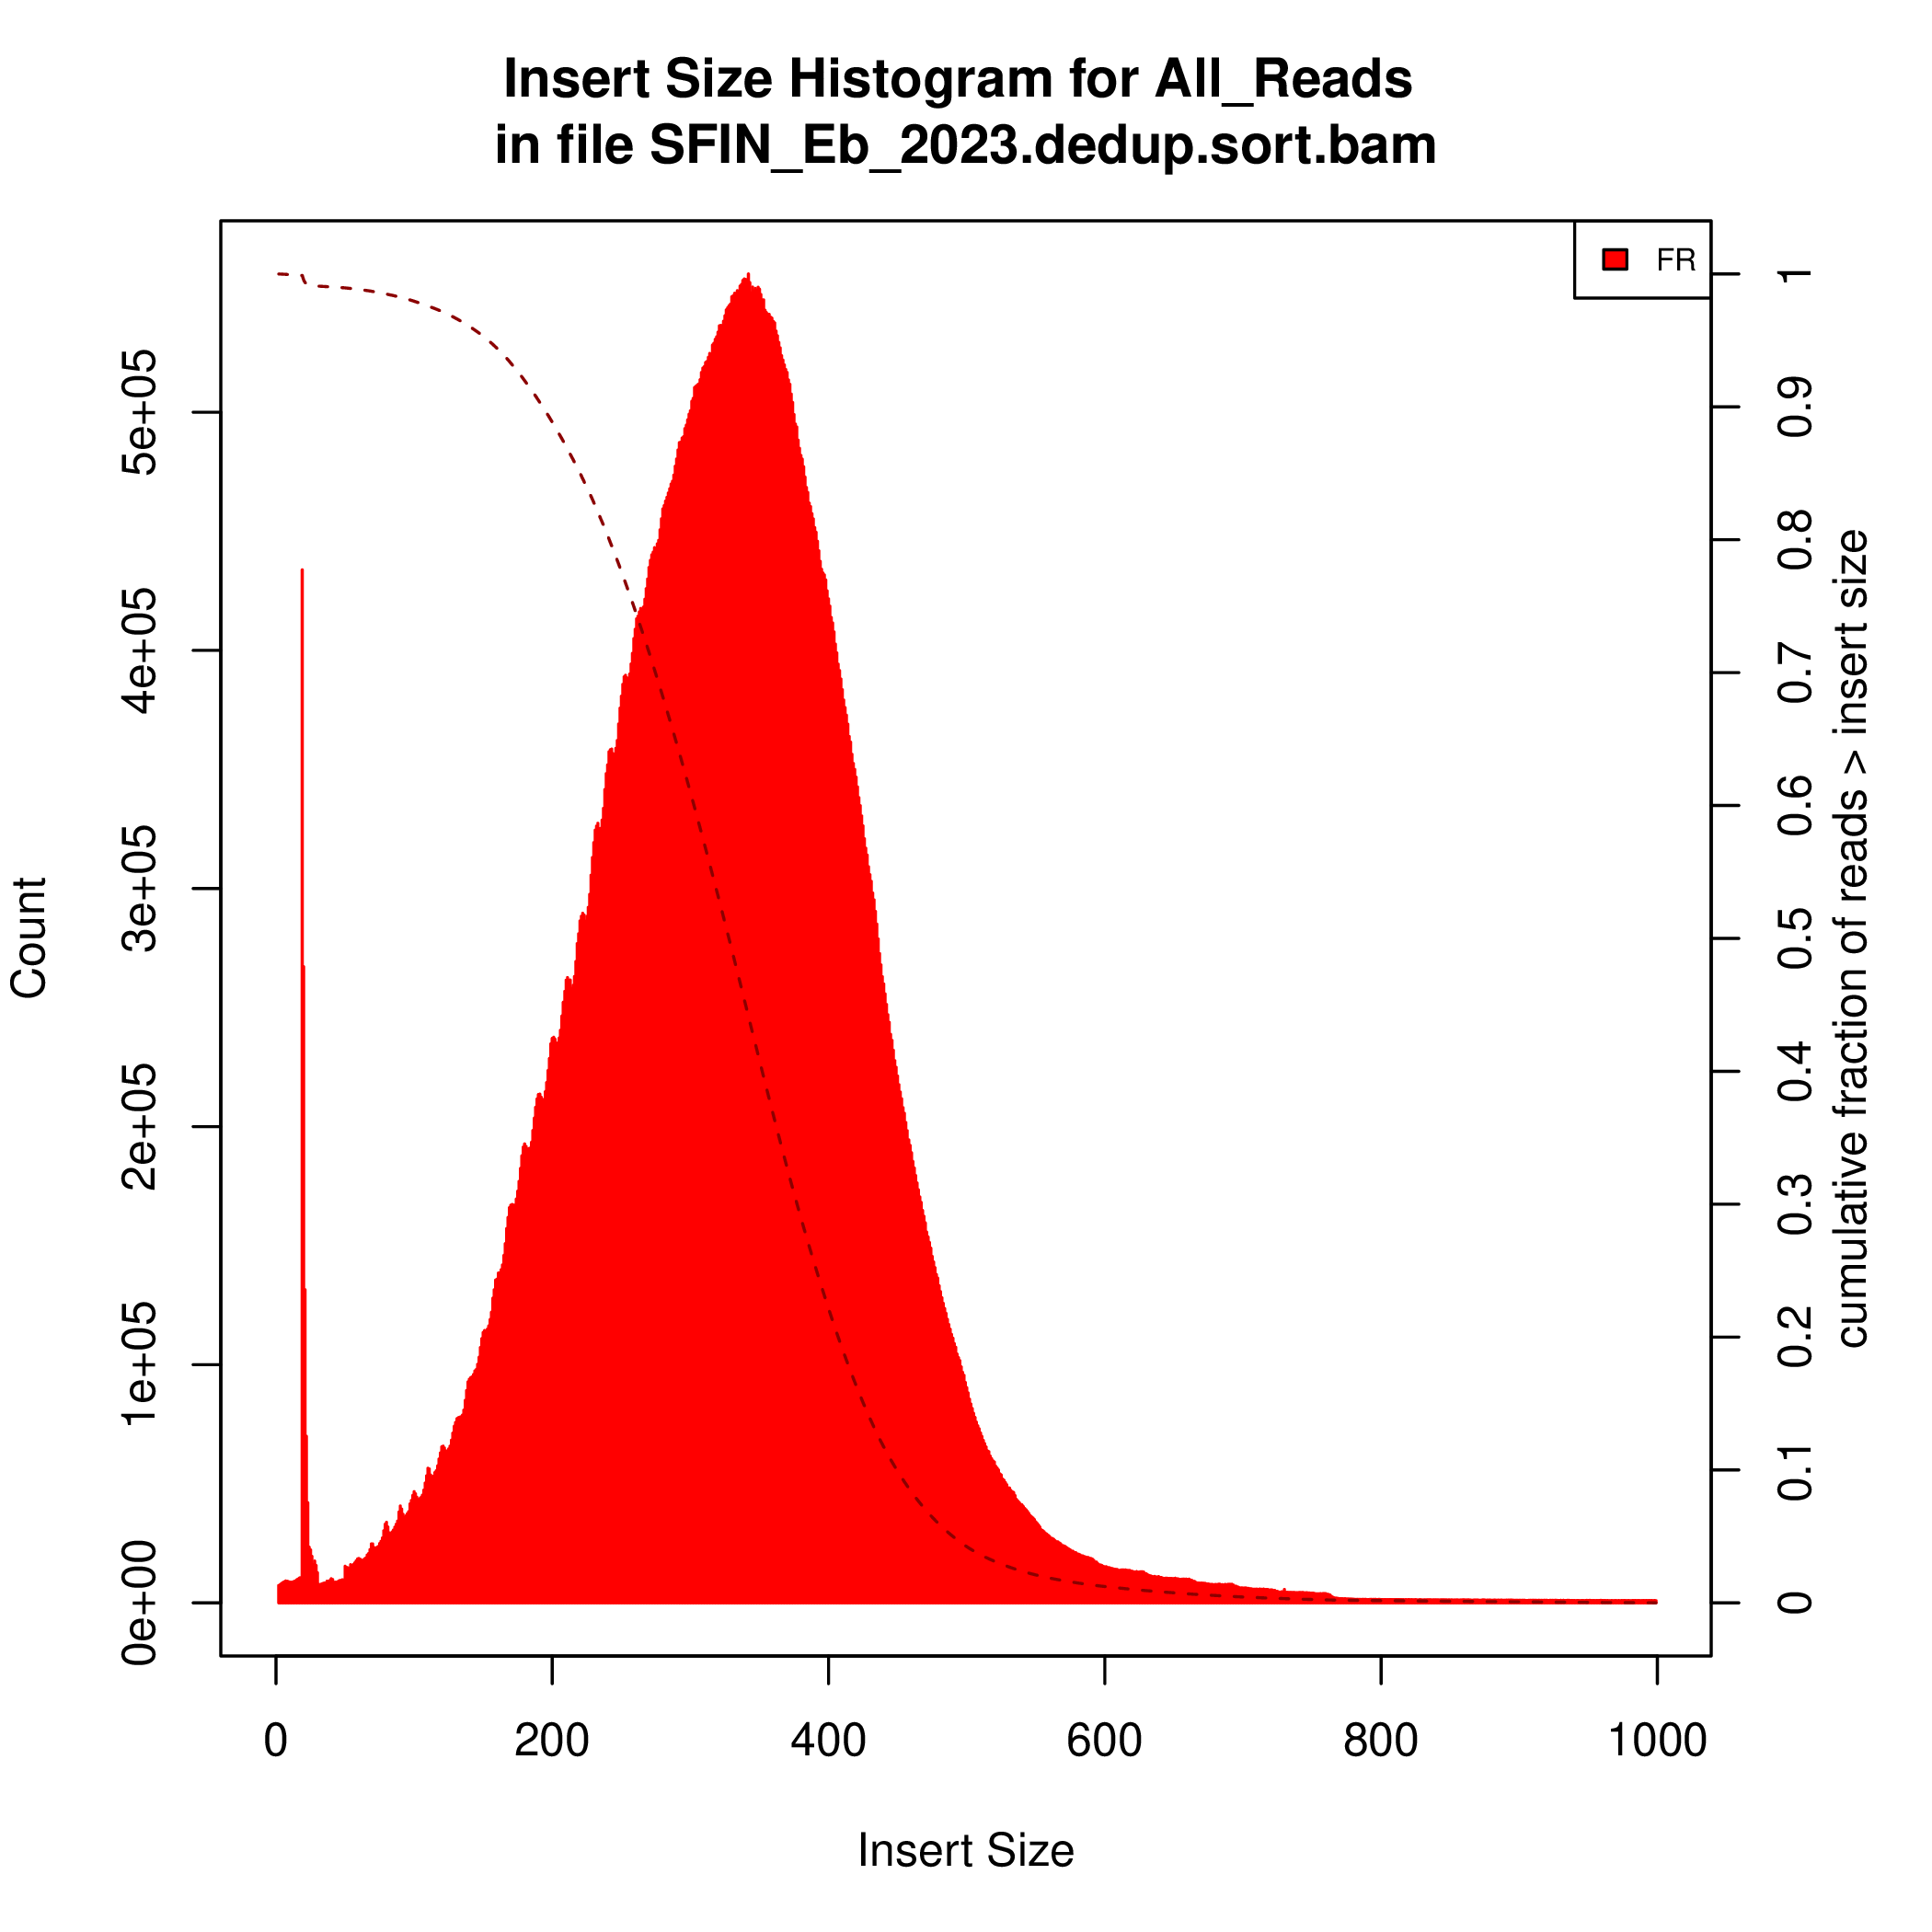 Insert Size Histogram for All_Reads
in file SFIN_Eb_2023.dedup.sort.bam
FR
Count
0e+00
1e+05
2e+05
3e+05
4e+05
5e+05
cumulative fraction of reads > insert size
0
0.1
0.2
0.3
0.4
0.5
0.6
0.7
0.8
0.9
1
0 200 400 600 800 1000
Insert Size